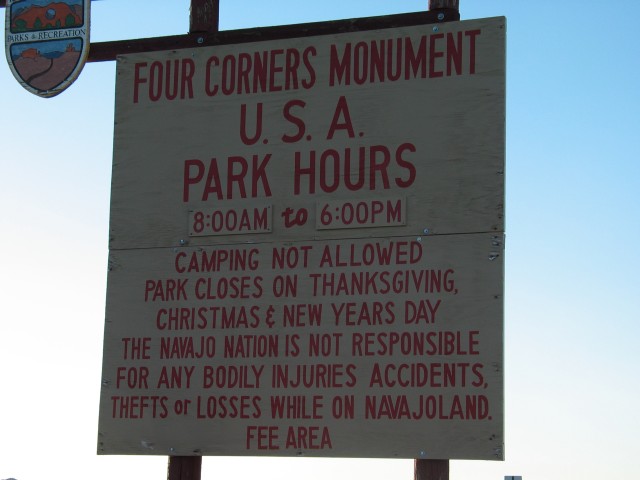 PARKS & RECREATION
FOUR CORNERS MONUMENT
U.S.A.
PARK HOURS
8:00AM to 6:00PM
CAMPING NOT ALLOWED
PARK CLOSES ON THANKSGIVING,
CHRISTMAS & NEW YEARS DAY
THE NAVAJO NATION IS NOT RESPONSIBLE
FOR ANY BODILY INJURIES ACCIDENTS,
THEFTS or LOSSES WHILE ON NAVAJOLAND.
FEE AREA